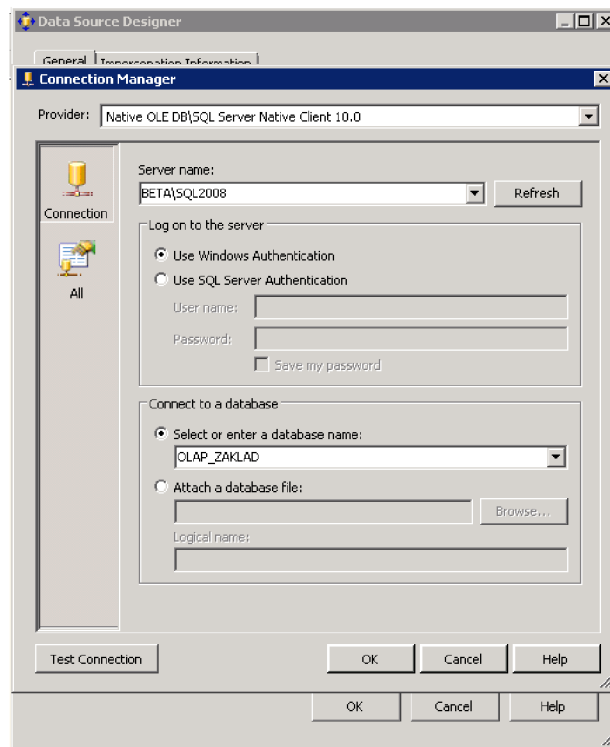 Data Source Designer
General Impersonation Information
Connection Manager
Provider: Native OLE DB\SQL Server Native Client 10.0
Connection
All
Server name:
BETA\SQL2008 Refresh
Log on to the server
Use Windows Authentication
Use SQL Server Authentication
User name:
Password:
Save my password
Connect to a database
Select or enter a database name:
OLAP_ZAKLAD
Attach a database file:
Browse...
Logical name:
Test Connection OK Cancel Help
OK Cancel Help